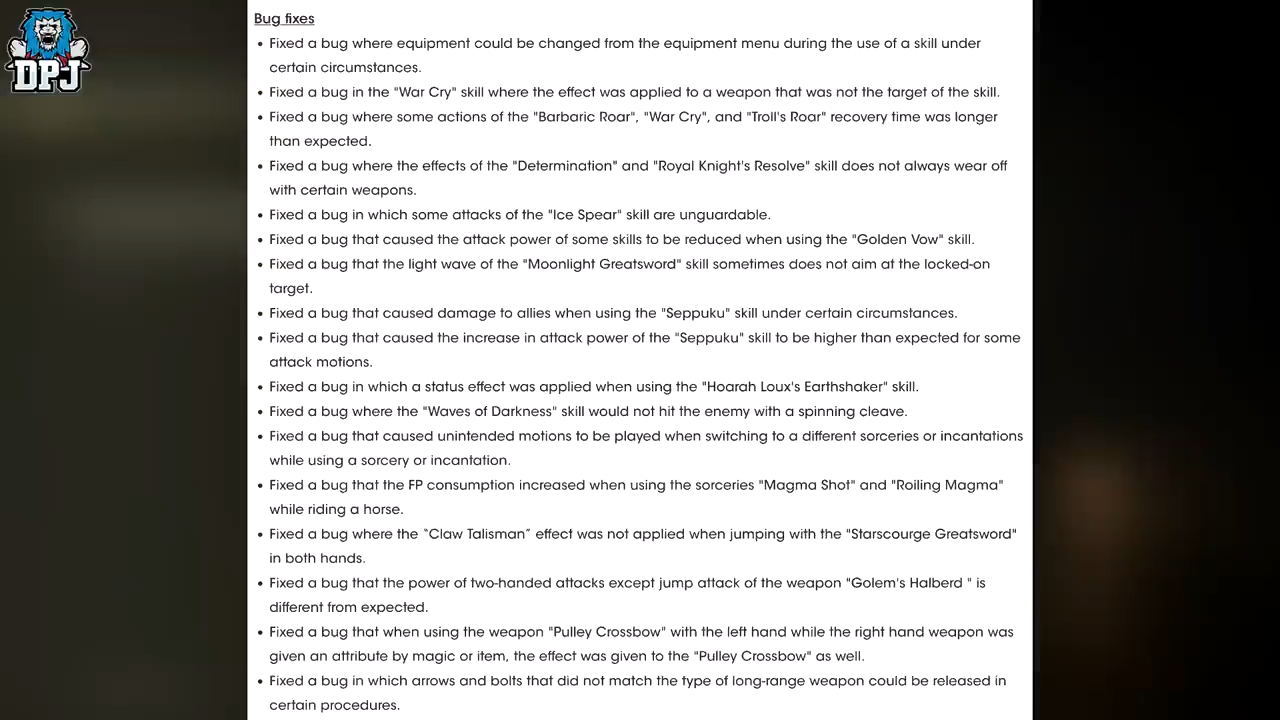 DPJ
Bug fixes
• Fixed a bug where equipment could be changed from the equipment menu during the use of a skill under
certain circumstances.
• Fixed a bug in the "War Cry" skill where the effect was applied to a weapon that was not the target of the skill.
• Fixed a bug where some actions of the "Barbaric Roar", "War Cry", and "Troll's Roar" recovery time was longer
than expected.
• Fixed a bug where the effects of the "Determination" and "Royal Knight's Resolve" skill does not always wear off
with certain weapons.
• Fixed a bug in which some attacks of the "Ice Spear" skill are unguardable.
• Fixed a bug that caused the attack power of some skills to be reduced when using the "Golden Vow" skill.
• Fixed a bug that the light wave of the "Moonlight Greatsword" skill sometimes does not aim at the locked-on
target.
• Fixed a bug that caused damage to allies when using the "Seppuku" skill under certain circumstances.
• Fixed a bug that caused the increase in attack power of the "Seppuku" skill to be higher than expected for some
attack motions.
• Fixed a bug in which a status effect was applied when using the "Hoarah Loux's Earthshaker" skill.
• Fixed a bug where the "Waves of Darkness" skill would not hit the enemy with a spinning cleave.
• Fixed a bug that caused unintended motions to be played when switching to a different sorceries or incantations
while using a sorcery or incantation.
• Fixed a bug that the FP consumption increased when using the sorceries "Magma Shot" and "Roiling Magma"
while riding a horse.
• Fixed a bug where the “Claw Talisman” effect was not applied when jumping with the "Starscourge Greatsword"
in both hands.
• Fixed a bug that the power of two-handed attacks except jump attack of the weapon "Golem's Halberd " is
different from expected.
• Fixed a bug that when using the weapon "Pulley Crossbow" with the left hand while the right hand weapon was
given an attribute by magic or item, the effect was given to the "Pulley Crossbow" as well.
• Fixed a bug in which arrows and bolts that did not match the type of long-range weapon could be released in
certain procedures.